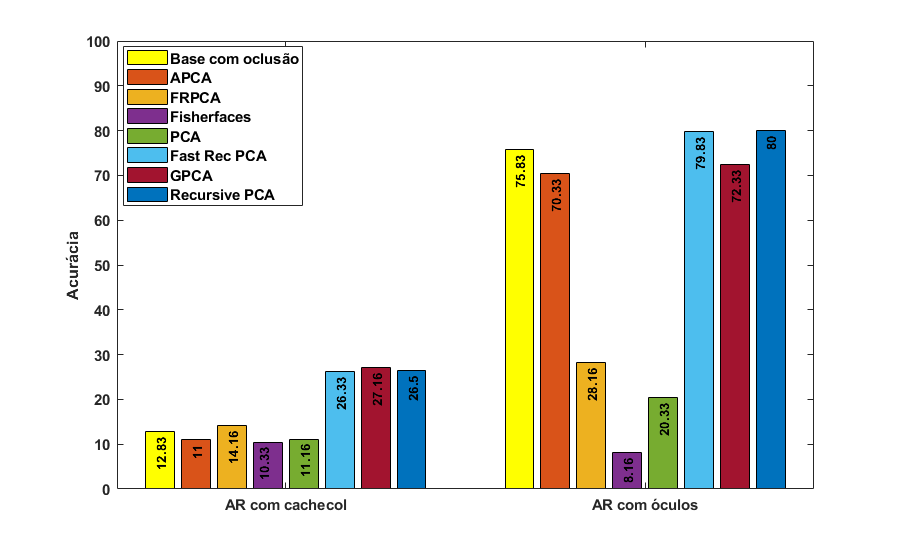 100
90
80
70
60
50
40
30
20
10
0
Acurácia
Base com oclusão
APCA
FRPCA
Fisherfaces
PCA
Fast Rec PCA
GPCA
Recursive PCA
12.83
11
14.16
10.33
11.16
26.33
27.16
26.5
75.83
70.33
28.16
8.16
20.33
79.83
72.33
80
AR com cachecol
AR com óculos